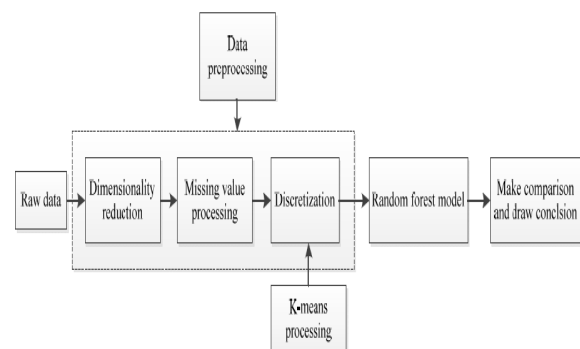 Data
preprocessing
Raw data
Dimensionality
reduction
Missing value
processing
Discretization
Random forest model
Make comparison
and draw conclsion
K-means
processing